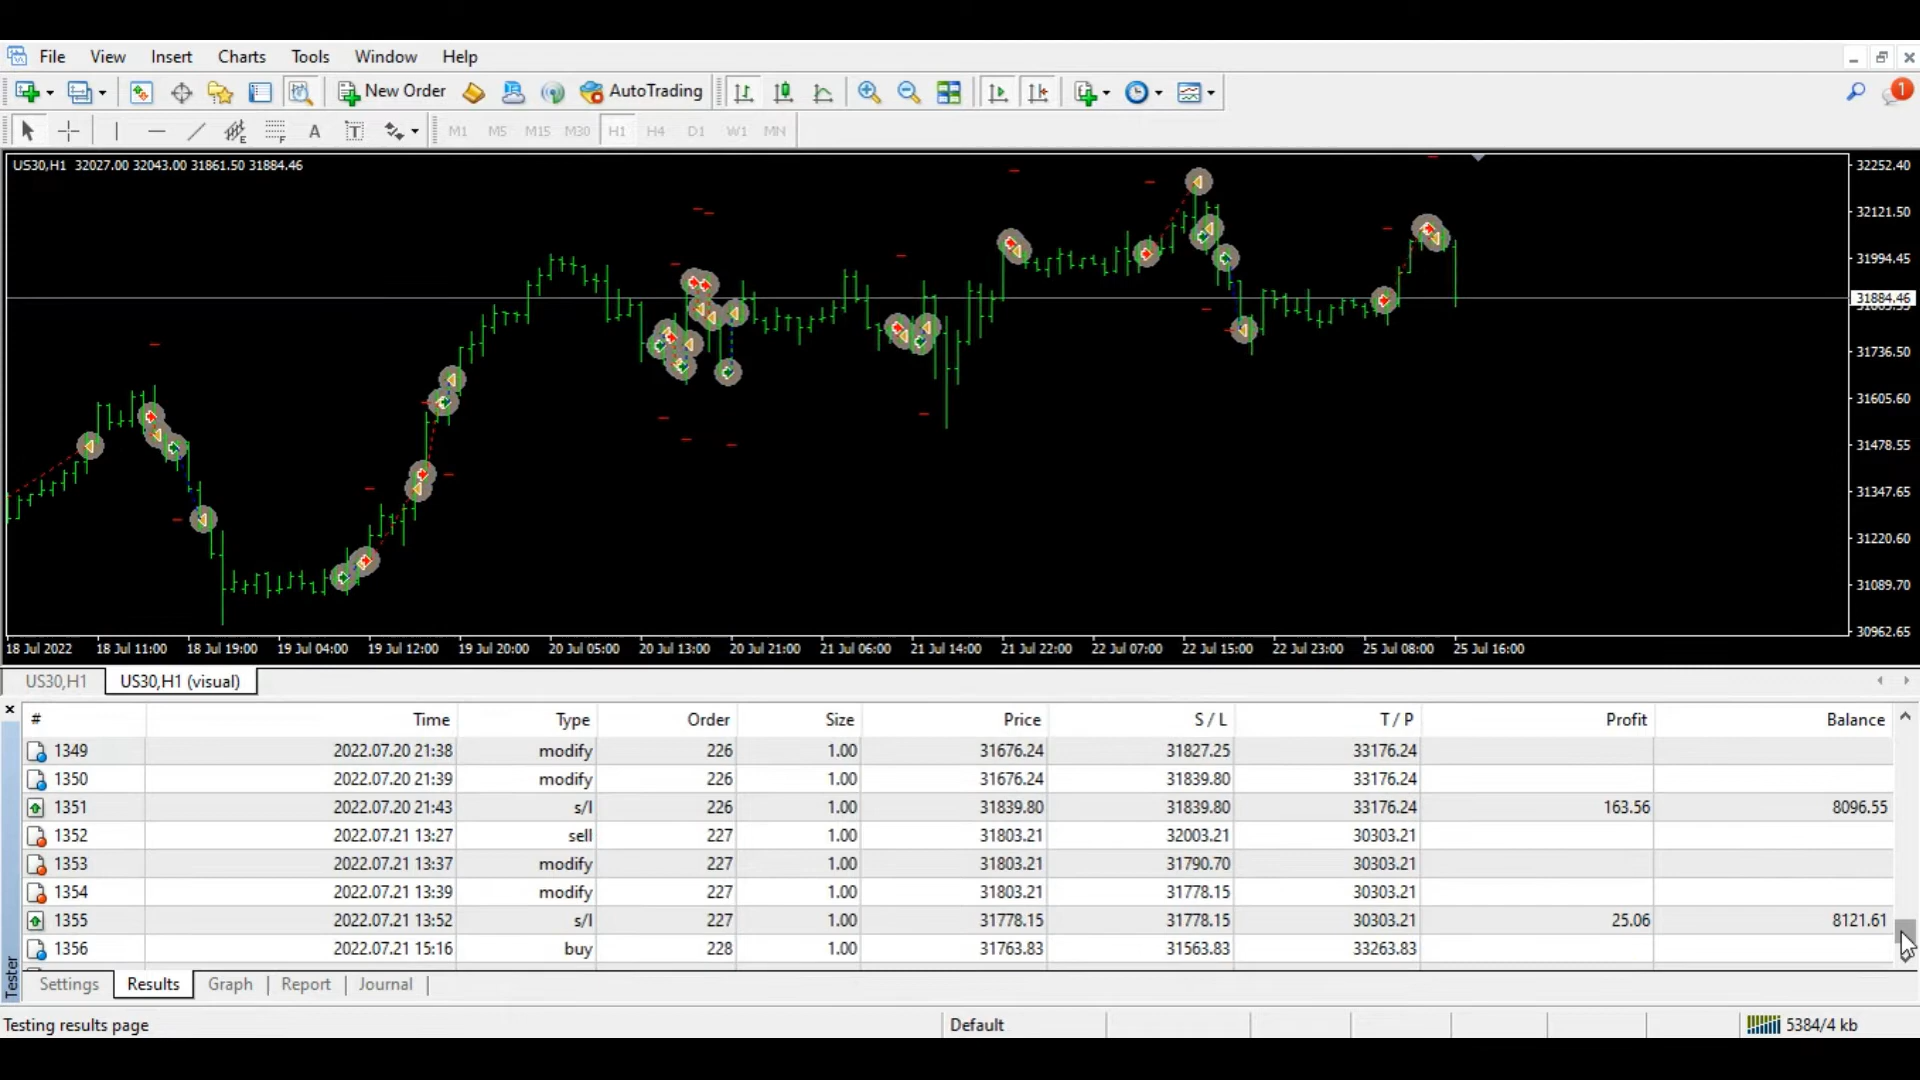 File View Insert Charts Tools Window Help
New Order AutoTrading 1
E F A T M1 M5 M15 M30 H1 H4 D1 W1 MN
US30,H1 32027.00 32043.00 31861.50 31884.46
32252.40
32121.50
31994.45
31884.46
31736.50
31605.60
31478.55
31347.65
31220.60
31089.70
30962.65
18 Jul 2022 18 Jul 11:00 18 Jul 19:00 19 Jul 04:00 19 Jul 12:00 19 Jul 20:00 20 Jul 05:00 20 Jul 13:00 20 Jul 21:00 21 Jul 06:00 21 Jul 14:00 21 Jul 22:00 22 Jul 07:00 22 Jul 15:00 22 Jul 23:00 25 Jul 08:00 25 Jul 16:00
US30,H1 US30,H1 (visual)
# Time Type Order Size Price S / L T / P Profit Balance
1349 2022.07.20 21:38 modify 226 1.00 31676.24 31827.25 33176.24
1350 2022.07.20 21:39 modify 226 1.00 31676.24 31839.80 33176.24
1351 2022.07.20 21:43 s/l 226 1.00 31839.80 31839.80 33176.24 163.56 8096.55
1352 2022.07.21 13:27 sell 227 1.00 31803.21 32003.21 30303.21
1353 2022.07.21 13:37 modify 227 1.00 31803.21 31790.70 30303.21
1354 2022.07.21 13:39 modify 227 1.00 31803.21 31778.15 30303.21
1355 2022.07.21 13:52 s/l 227 1.00 31778.15 31778.15 30303.21 25.06 8121.61
1356 2022.07.21 15:16 buy 228 1.00 31763.83 31563.83 33263.83
Tester
Settings Results Graph Report Journal
Testing results page Default 5384/4 kb